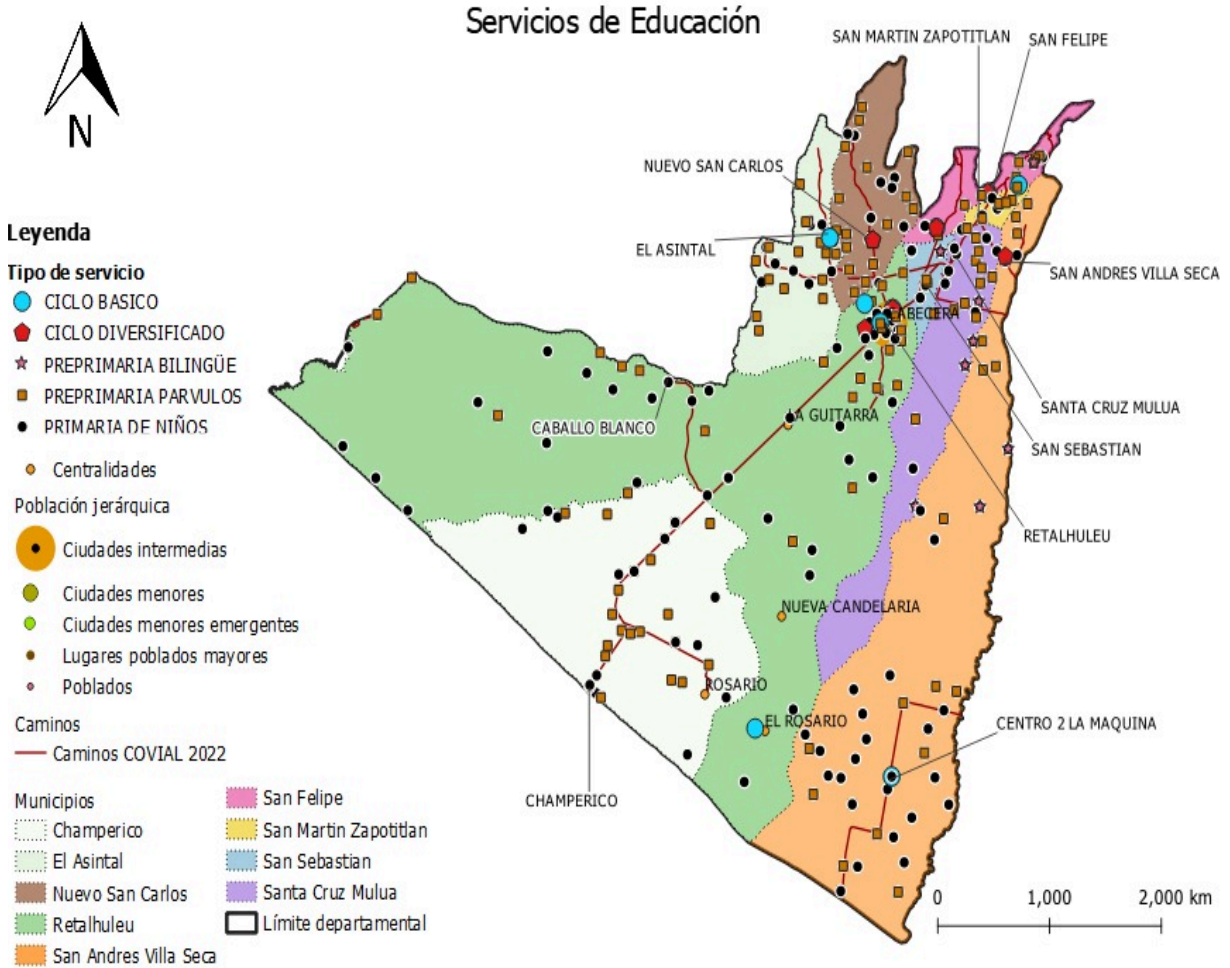 Servicios de Educación
SAN MARTIN ZAPOTITLAN
SAN FELIPE
N
NUEVO SAN CARLOS
EL ASINTAL
SAN ANDRES VILLA SECA
Leyenda
Tipo de servicio
CICLO BASICO
CICLO DIVERSIFICADO
PREPRIMARIA BILINGÜE
PREPRIMARIA PARVULOS
PRIMARIA DE NIÑOS
Centralidades
Población jerárquica
Ciudades intermedias
Ciudades menores
Ciudades menores emergentes
Lugares poblados mayores
Poblados
Caminos
Caminos COVIAL 2022
Municipios
Champerico
El Asintal
Nuevo San Carlos
Retalhuleu
San Andres Villa Seca
San Felipe
San Martin Zapotitlan
San Sebastian
Santa Cruz Mulua
Límite departamental
CABECERA
SANTA CRUZ MULUA
LA GUITARRA
CABALLO BLANCO
SAN SEBASTIAN
RETALHULEU
NUEVA CANDELARIA
ROSARIO
EL ROSARIO
CENTRO 2 LA MAQUINA
CHAMPERICO
0 1,000 2,000 km